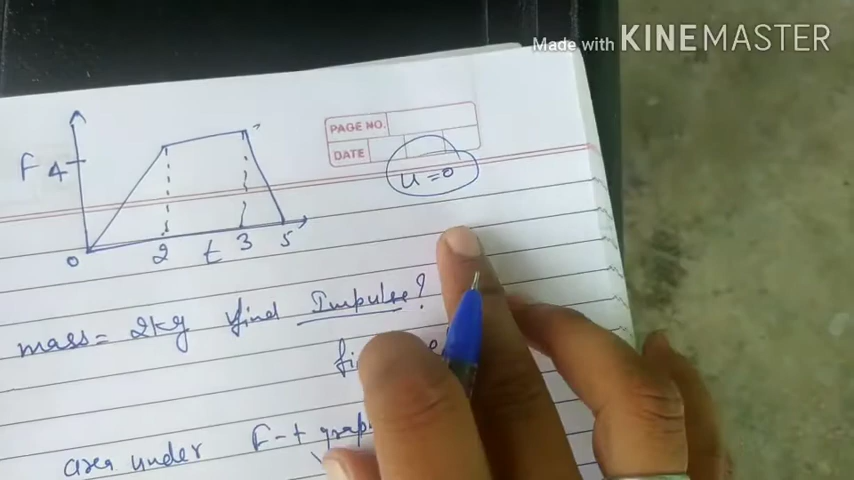 Made with KINEMASTER
PAGE NO.
DATE
F 4
u = 0
0 2 t 3 5
mass = 2kg find Impulse?
area under F-t graph